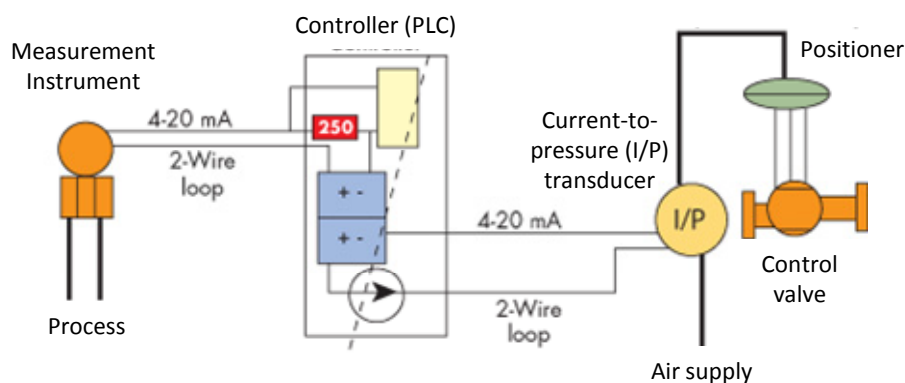 Controller (PLC)
Measurement
Instrument
Positioner
4-20 mA
250
2-Wire
loop
Current-to-
pressure (I/P)
transducer
+ -
+ -
4-20 mA
I/P
2-Wire
loop
Control
valve
Process
Air supply